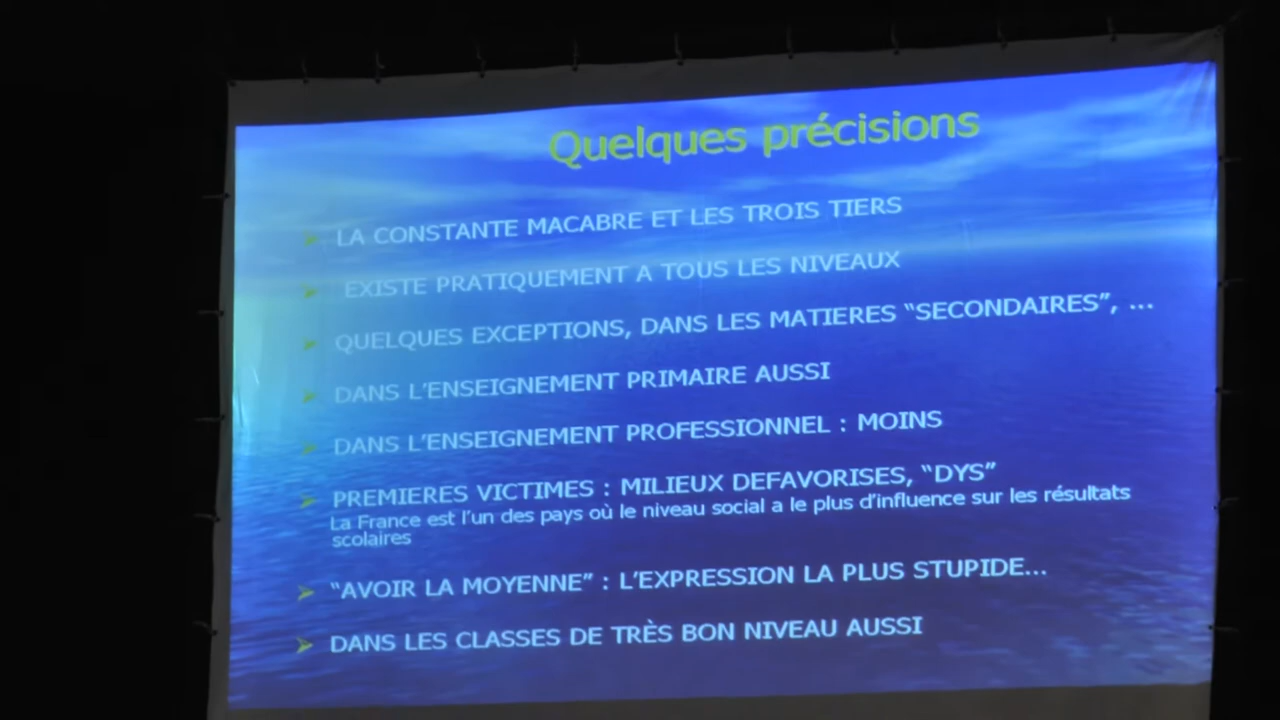 Quelques précisions
LA CONSTANTE MACABRE ET LES TROIS TIERS
EXISTE PRATIQUEMENT A TOUS LES NIVEAUX
QUELQUES EXCEPTIONS, DANS LES MATIERES “SECONDAIRES”, ...
DANS L’ENSEIGNEMENT PRIMAIRE AUSSI
DANS L’ENSEIGNEMENT PROFESSIONNEL : MOINS
PREMIERES VICTIMES : MILIEUX DEFAVORISES, “DYS”
La France est l’un des pays où le niveau social a le plus d’influence sur les résultats
scolaires
“AVOIR LA MOYENNE” : L’EXPRESSION LA PLUS STUPIDE...
DANS LES CLASSES DE TRÈS BON NIVEAU AUSSI